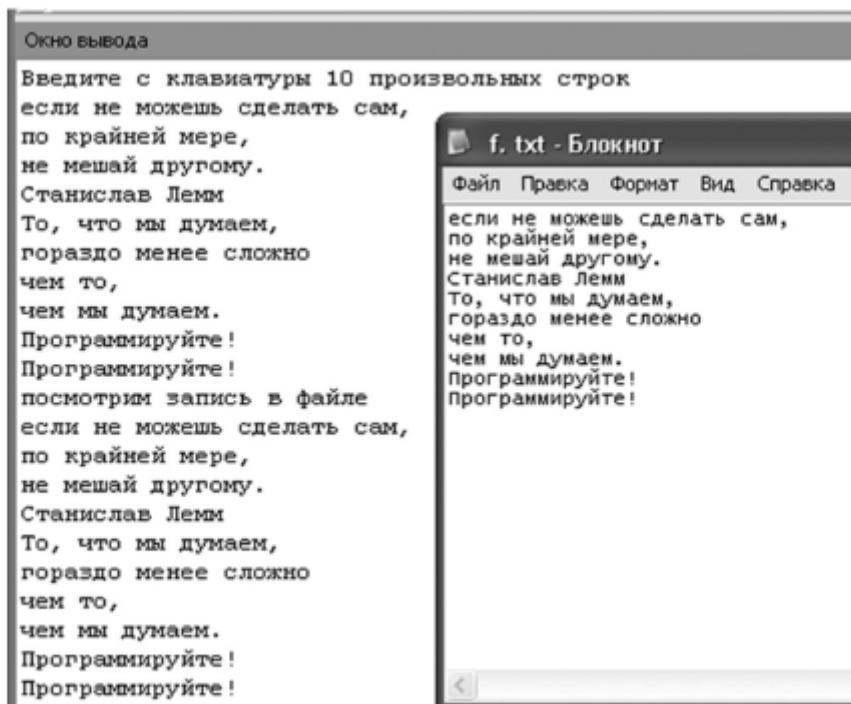 Окно вывода
Введите с клавиатуры 10 произвольных строк
если не можешь сделать сам,
по крайней мере,
не мешай другому.
Станислав Лемм
То, что мы думаем,
гораздо менее сложно
чем то,
чем мы думаем.
Программируйте!
Программируйте!
посмотрим запись в файле
если не можешь сделать сам,
по крайней мере,
не мешай другому.
Станислав Лемм
То, что мы думаем,
гораздо менее сложно
чем то,
чем мы думаем.
Программируйте!
Программируйте!
f. txt - Блокнот
Файл Правка Формат Вид Справка
если не можешь сделать сам,
по крайней мере,
не мешай другому.
Станислав Лемм
То, что мы думаем,
гораздо менее сложно
чем то,
чем мы думаем.
Программируйте!
Программируйте!